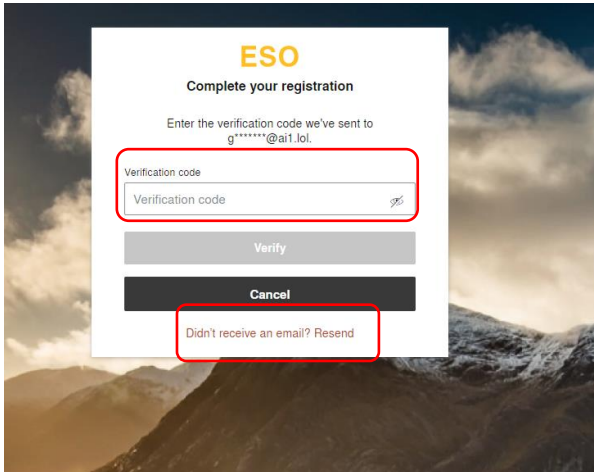 ESO
Complete your registration
Enter the verification code we've sent to
g*******@ai1.lol.
Verification code
Verification code
Verify
Cancel
Didn't receive an email? Resend